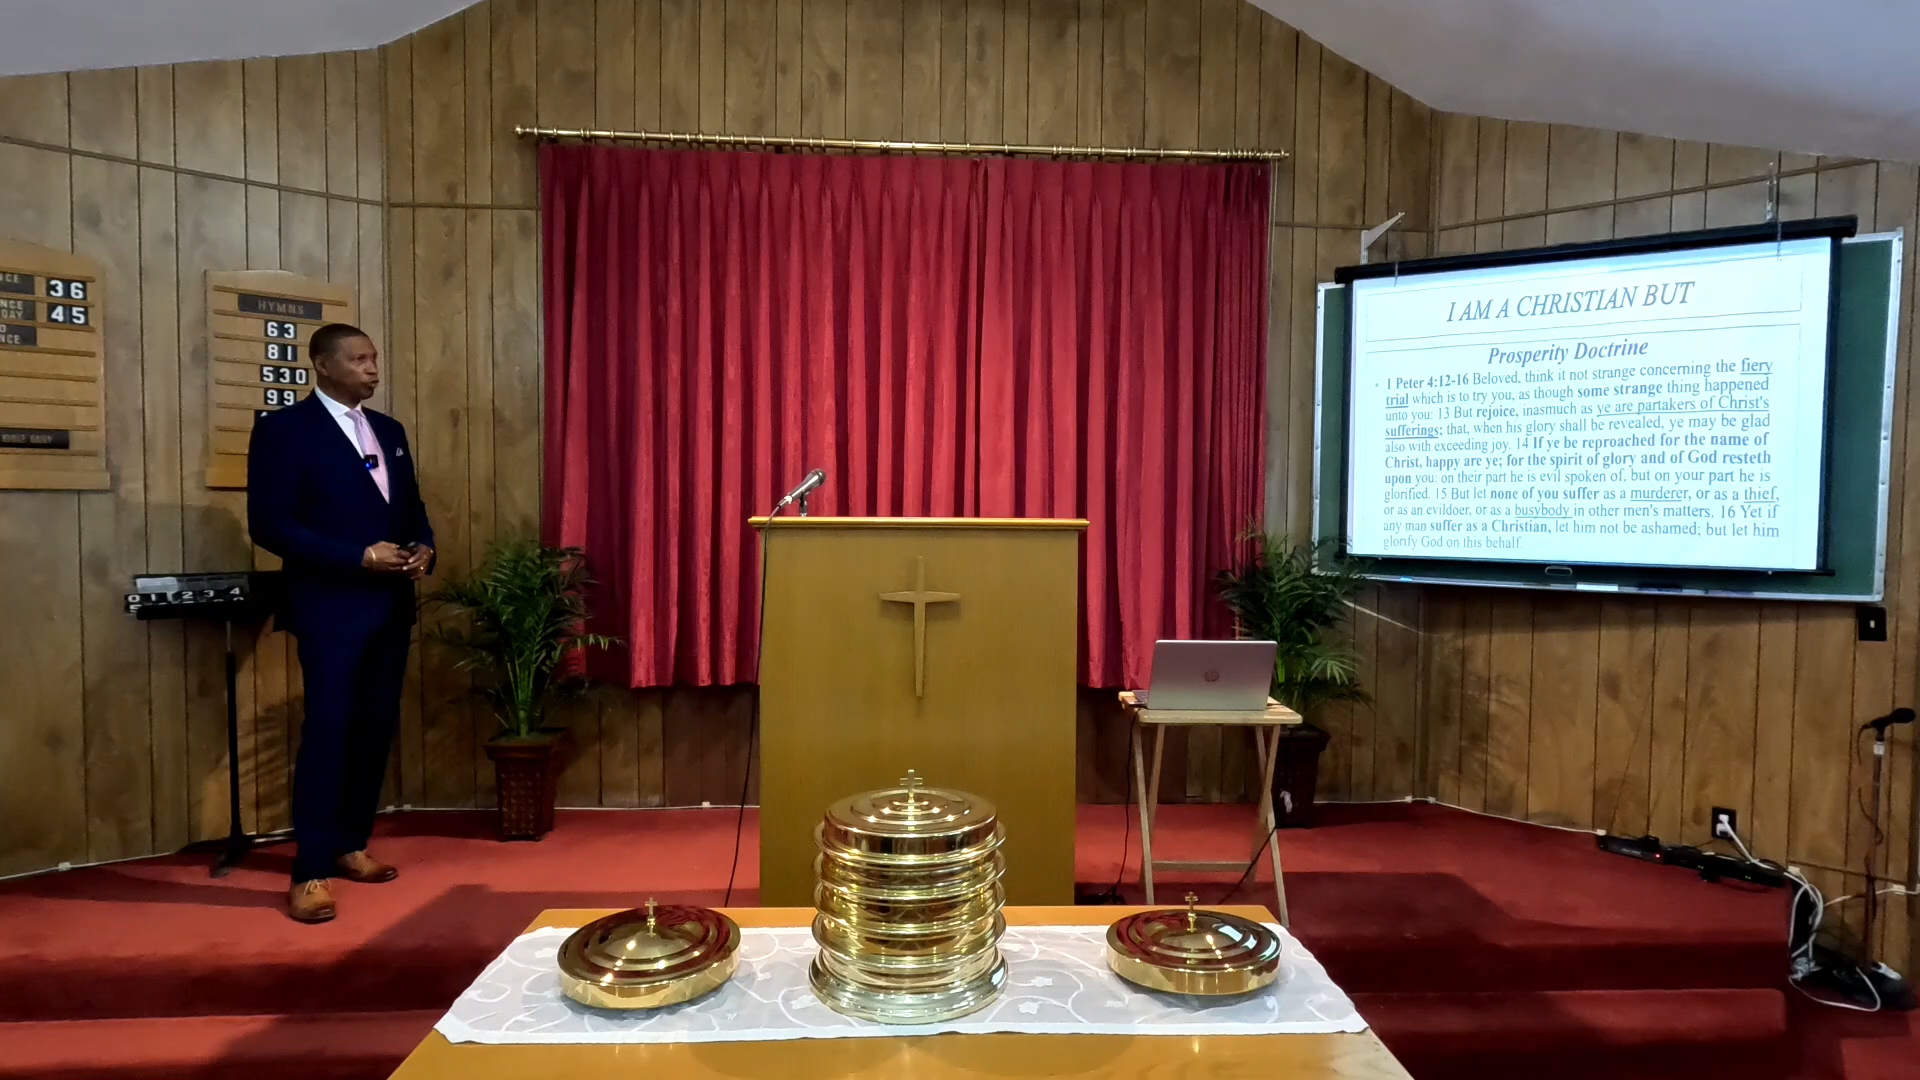 36
45
HYMNS
63
81
530
99
I AM A CHRISTIAN BUT
Prosperity Doctrine
1 Peter 4:12-16 Beloved, think it not strange concerning the fiery
trial which is to try you, as though some strange thing happened
unto you: 13 But rejoice, inasmuch as ye are partakers of Christ's
sufferings; that, when his glory shall be revealed, ye may be glad
also with exceeding joy. 14 If ye be reproached for the name of
Christ, happy are ye; for the spirit of glory and of God resteth
upon you: on their part he is evil spoken of, but on your part he is
glorified. 15 But let none of you suffer as a murderer, or as a thief,
or as an evildoer, or as a busybody in other men's matters. 16 Yet if
any man suffer as a Christian, let him not be ashamed; but let him
glorify God on this behalf.
0 1 1 2 3 4